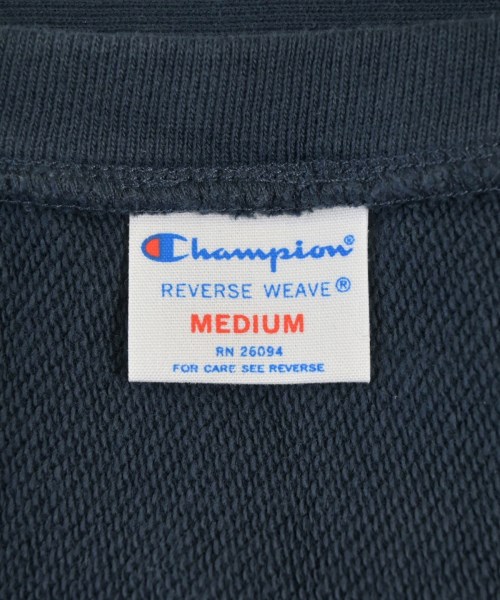 Champion®
REVERSE WEAVE®
MEDIUM
RN 26094
FOR CARE SEE REVERSE